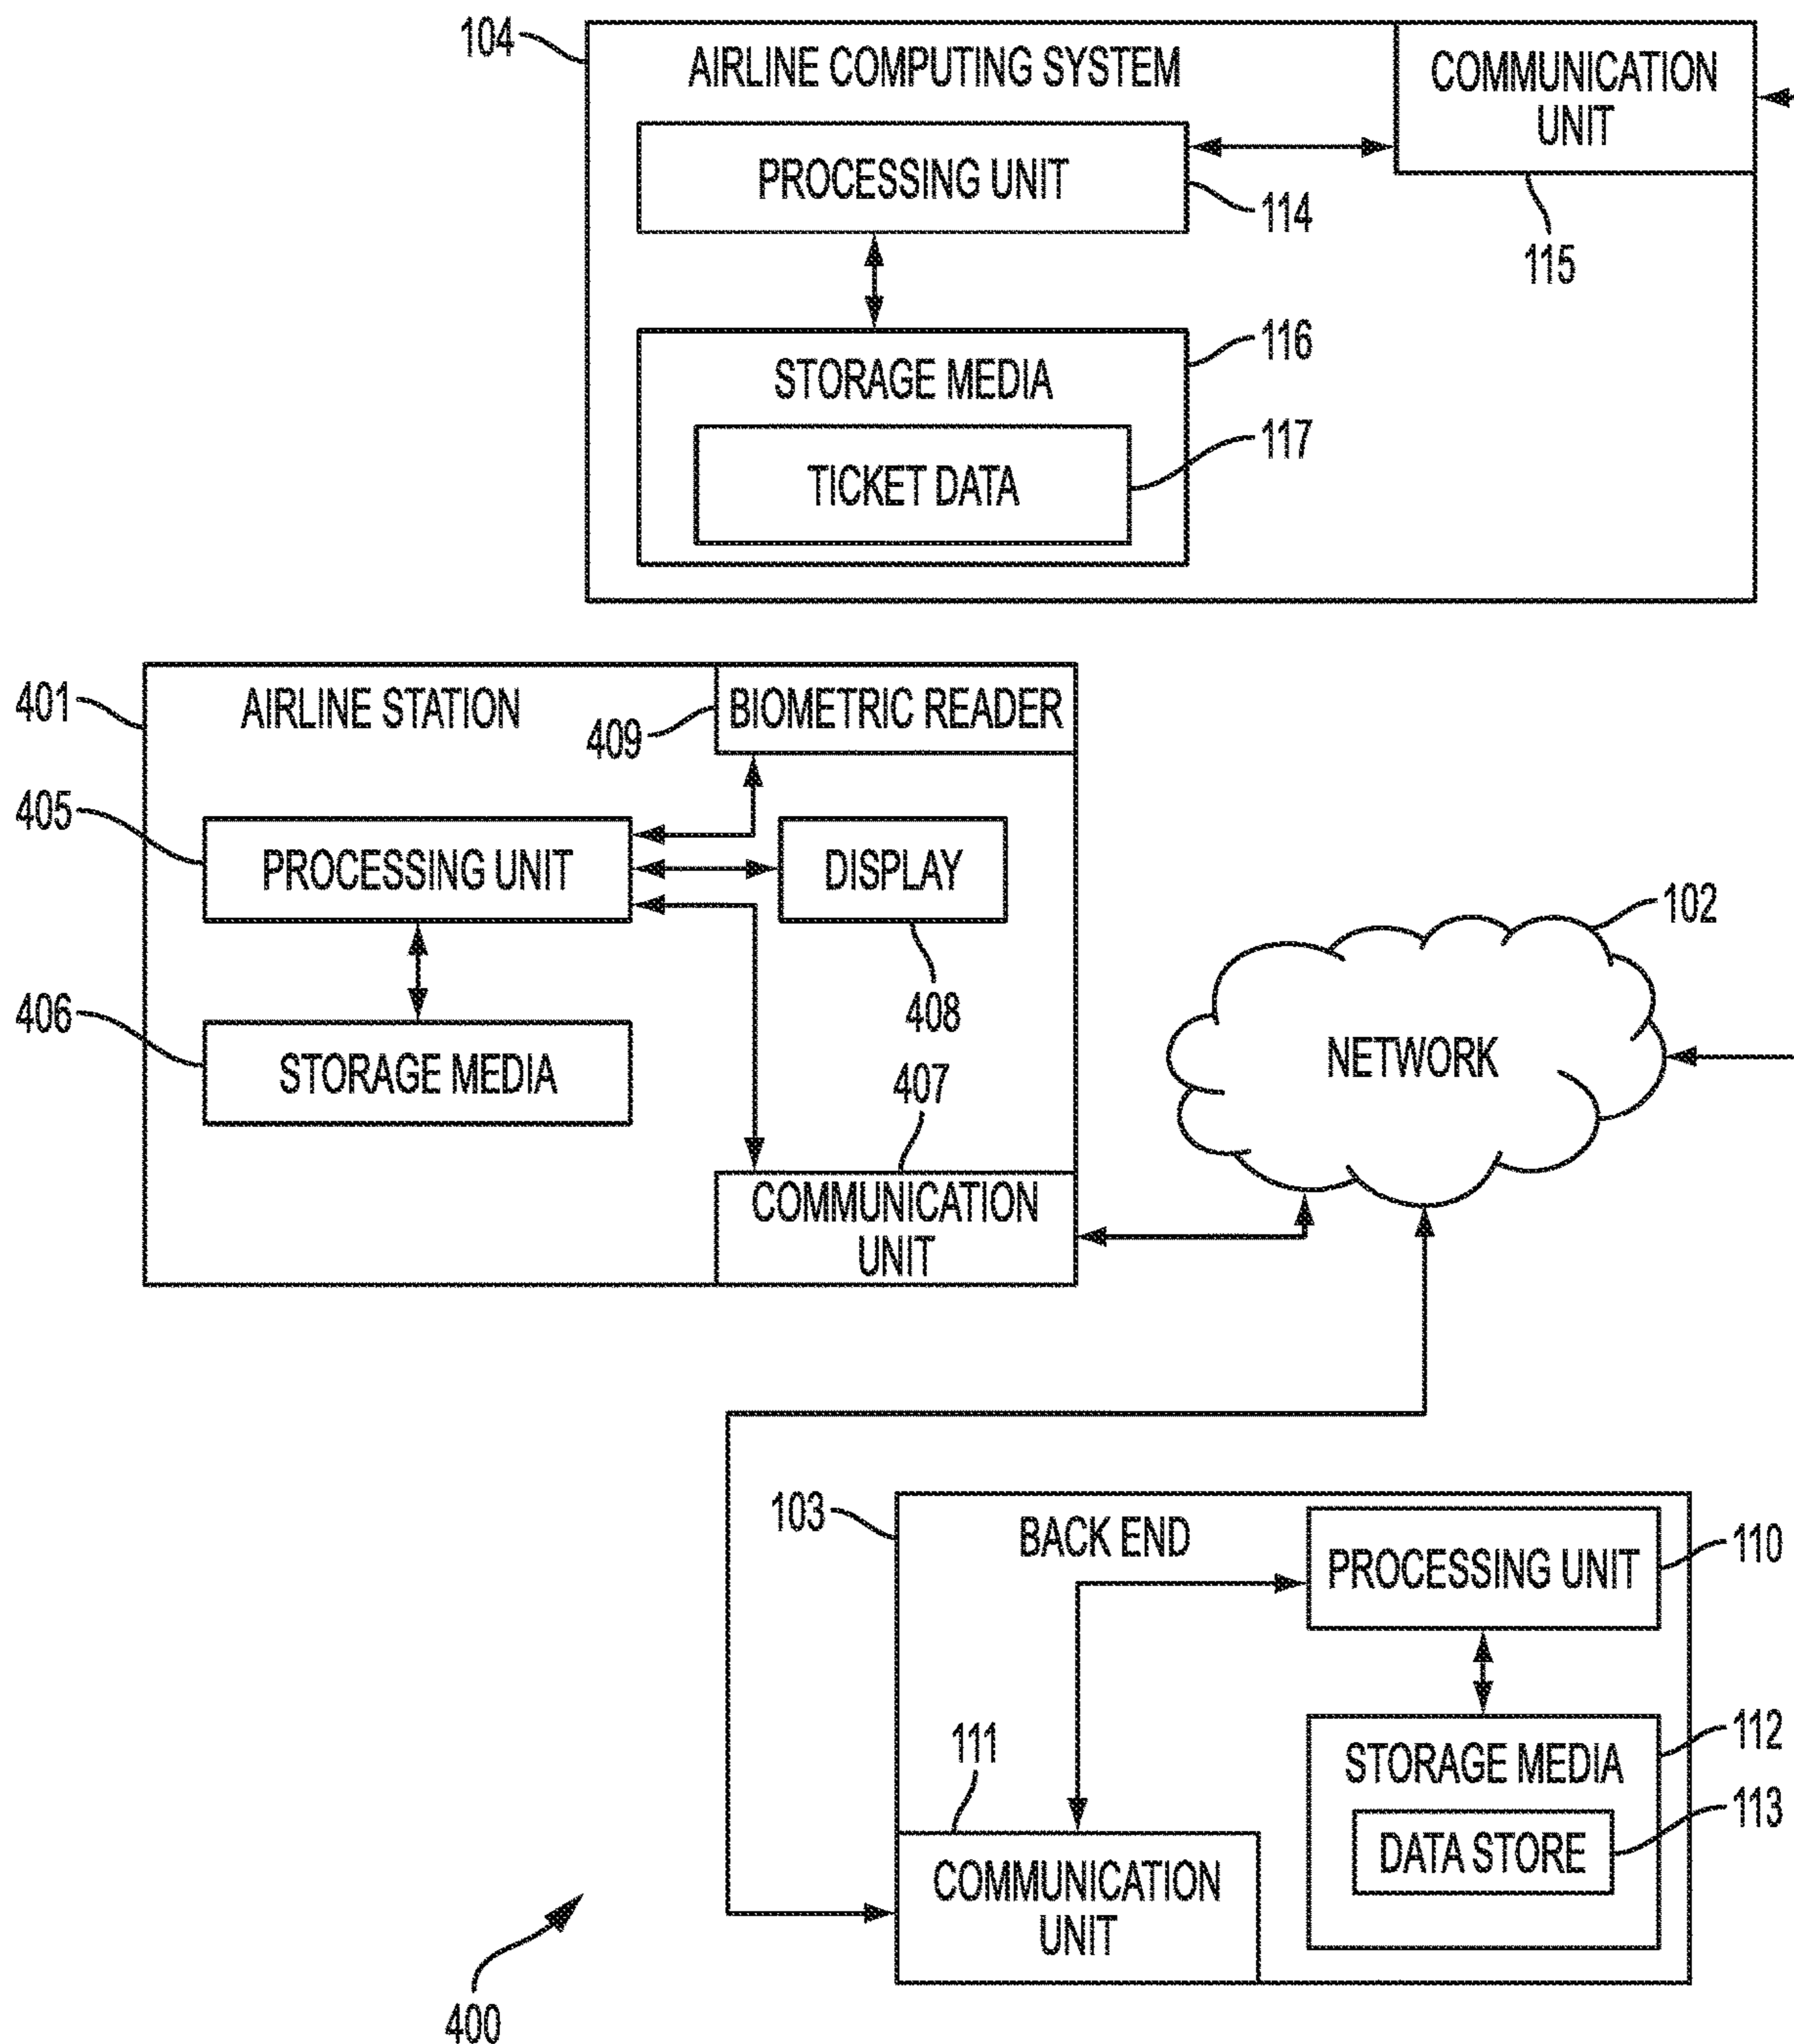 104
AIRLINE COMPUTING SYSTEM
COMMUNICATION
UNIT
PROCESSING UNIT
114
115
STORAGE MEDIA
116
TICKET DATA
117
401
AIRLINE STATION
409
BIOMETRIC READER
405
PROCESSING UNIT
DISPLAY
408
406
STORAGE MEDIA
407
COMMUNICATION
UNIT
102
NETWORK
103
BACK END
PROCESSING UNIT
110
111
COMMUNICATION
UNIT
STORAGE MEDIA
112
DATA STORE
113
400